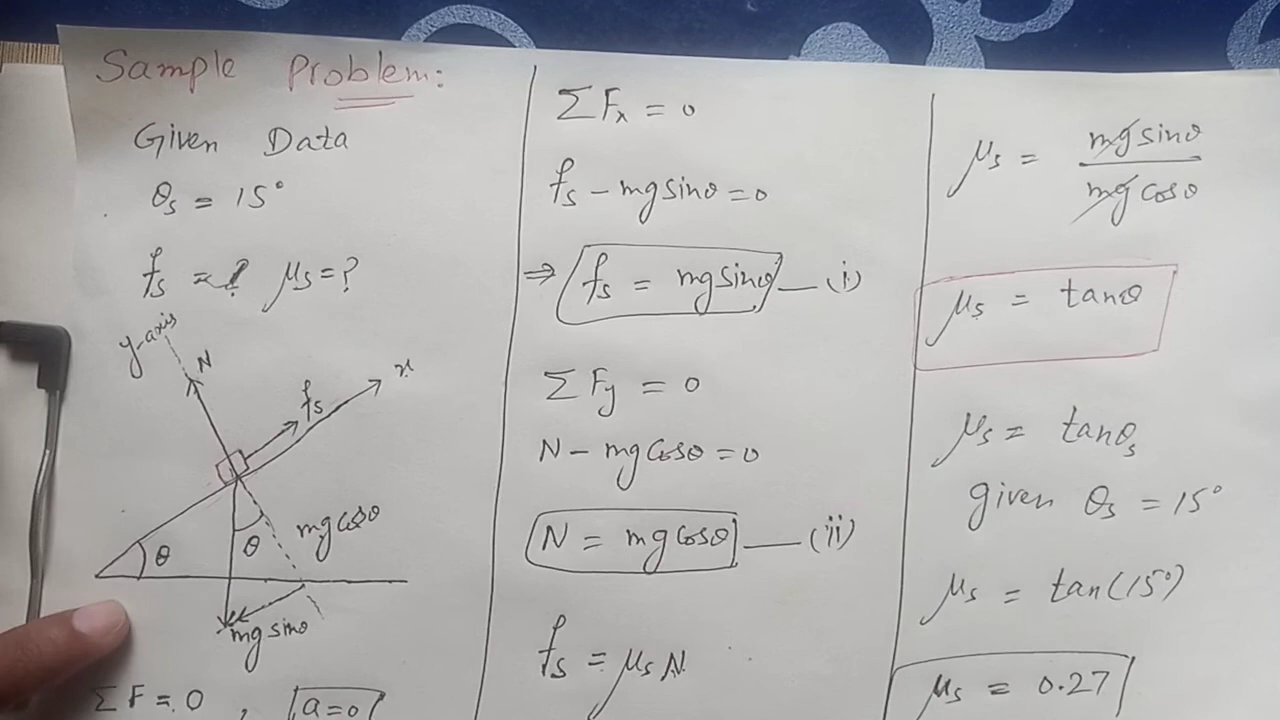 Sample Problem:
Given Data
θs = 15°
fs = ? μs = ?
y-axis
N
fs
x
θ
θ
mg cosθ
mg sinθ
ΣF = 0 , a=0
ΣFx = 0
fs - mg sinθ = 0
⇒ fs = mg sinθ — (i)
ΣFy = 0
N - mg Cosθ = 0
N = mg Cosθ — (ii)
fs = μs N
μs = mg sinθ / mg Cosθ
μs = tanθ
μs = tanθs
given θs = 15°
μs = tan(15°)
μs = 0.27